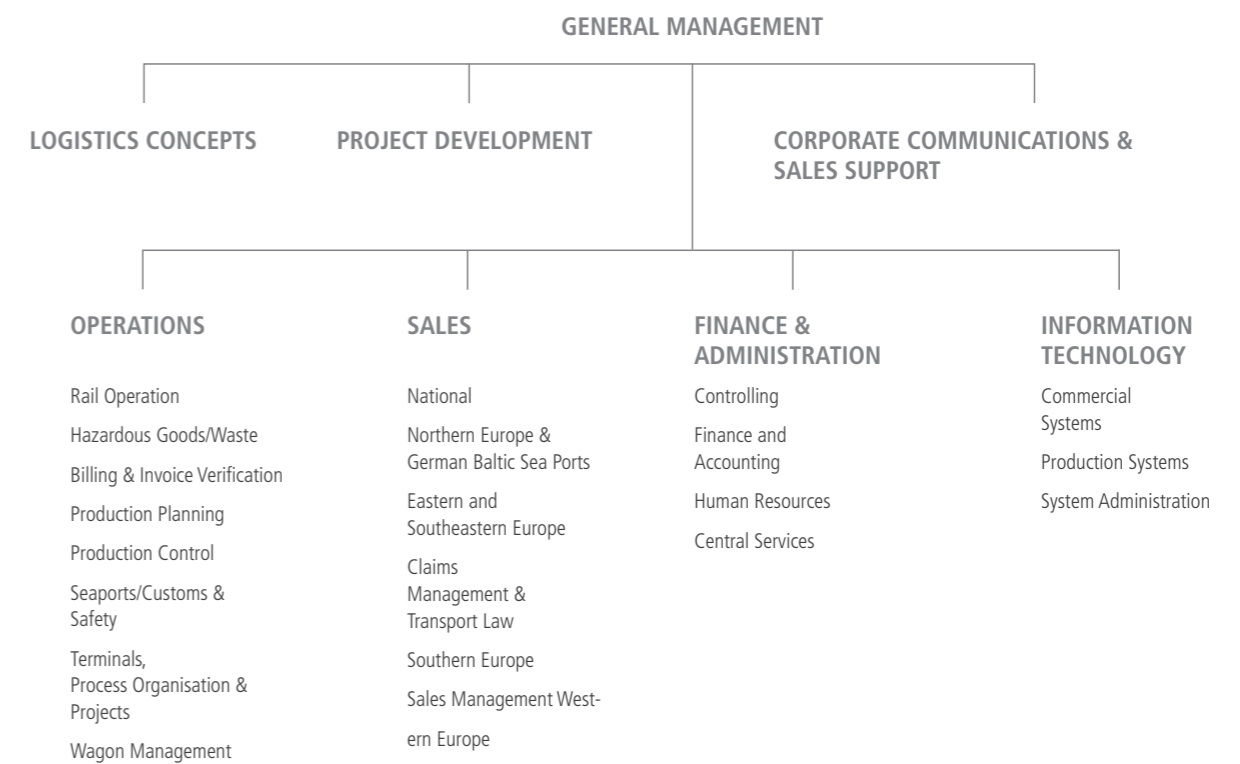 GENERAL MANAGEMENT
LOGISTICS CONCEPTS
PROJECT DEVELOPMENT
CORPORATE COMMUNICATIONS &
SALES SUPPORT
OPERATIONS
Rail Operation
Hazardous Goods/Waste
Billing & Invoice Verification
Production Planning
Production Control
Seaports/Customs &
Safety
Terminals,
Process Organisation &
Projects
Wagon Management
SALES
National
Northern Europe &
German Baltic Sea Ports
Eastern and
Southeastern Europe
Claims
Management &
Transport Law
Southern Europe
Sales Management West-
ern Europe
FINANCE &
ADMINISTRATION
Controlling
Finance and
Accounting
Human Resources
Central Services
INFORMATION
TECHNOLOGY
Commercial
Systems
Production Systems
System Administration